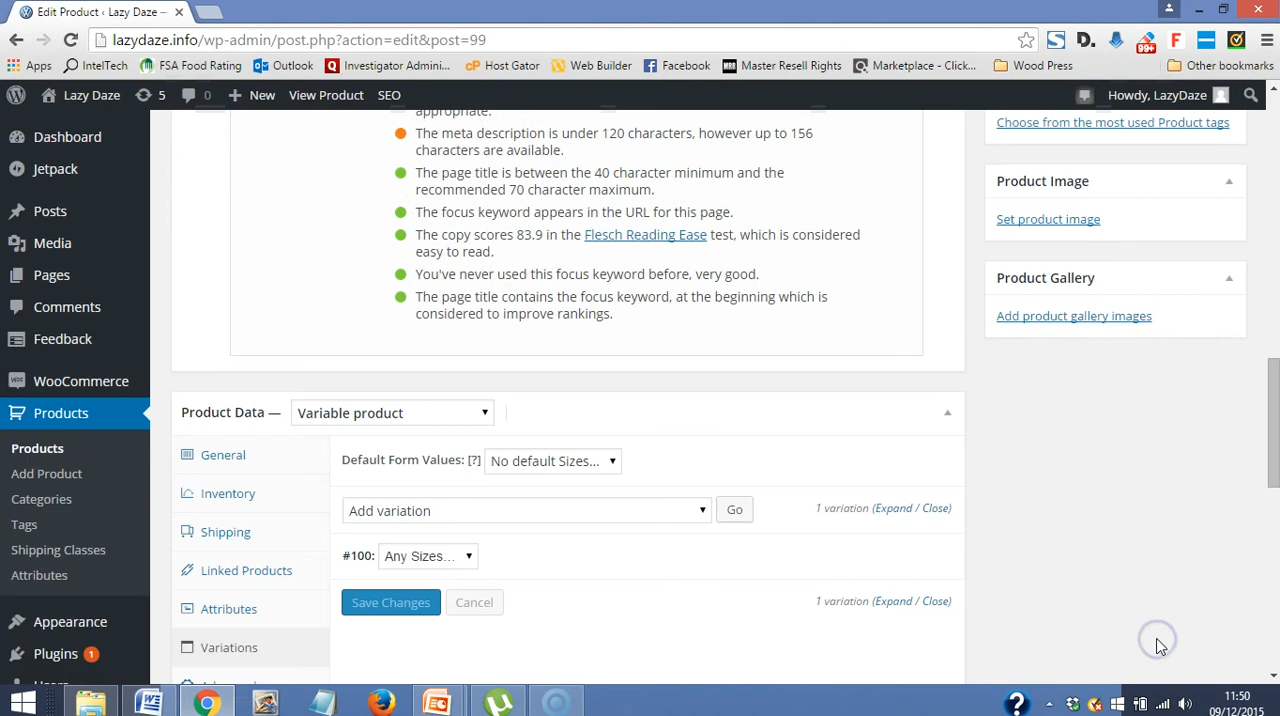 Edit Product ‹ Lazy Daze —
lazydaze.info/wp-admin/post.php?action=edit&post=99
Apps IntelTech FSA Food Rating Outlook Investigator Admini... Host Gator Web Builder Facebook Master Resell Rights Marketplace - Click... Wood Press Other bookmarks
99+
Lazy Daze 5 0 New View Product SEO Howdy, LazyDaze
Dashboard
Jetpack
Posts
Media
Pages
Comments
Feedback
WooCommerce
Products
Products
Add Product
Categories
Tags
Shipping Classes
Attributes
Appearance
Plugins 1
appropriate.
The meta description is under 120 characters, however up to 156
characters are available.
The page title is between the 40 character minimum and the
recommended 70 character maximum.
The focus keyword appears in the URL for this page.
The copy scores 83.9 in the Flesch Reading Ease test, which is considered
easy to read.
You've never used this focus keyword before, very good.
The page title contains the focus keyword, at the beginning which is
considered to improve rankings.
Choose from the most used Product tags
Product Image
Set product image
Product Gallery
Add product gallery images
Product Data — Variable product
General
Inventory
Shipping
Linked Products
Attributes
Variations
Default Form Values: [?] No default Sizes...
Add variation Go 1 variation (Expand / Close)
#100: Any Sizes...
Save Changes Cancel 1 variation (Expand / Close)
11:50
09/12/2015